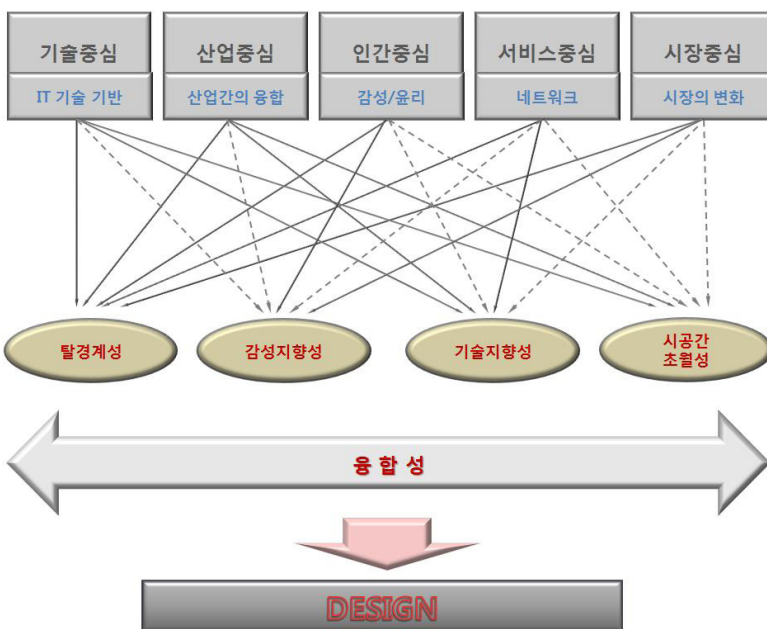 기술중심
산업중심
인간중심
서비스중심
시장중심
IT 기술 기반
산업간의 융합
감성/윤리
네트워크
시장의 변화
탈경계성
감성지향성
기술지향성
시공간
초월성
융 합 성
DESIGN